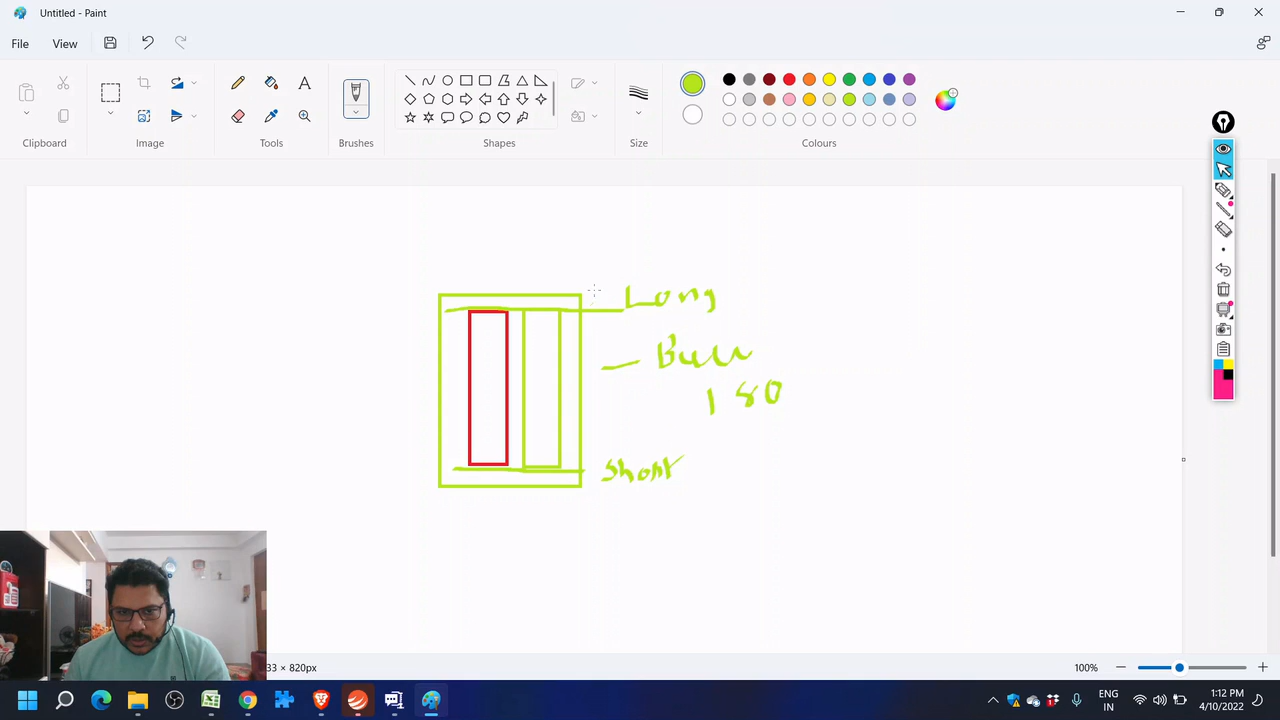 Untitled - Paint
File
View
Clipboard
Image
Tools
Brushes
Shapes
Size
Colours
Long
Bull
180
Short
33 × 820px
100%
ENG
IN
1:12 PM
4/10/2022